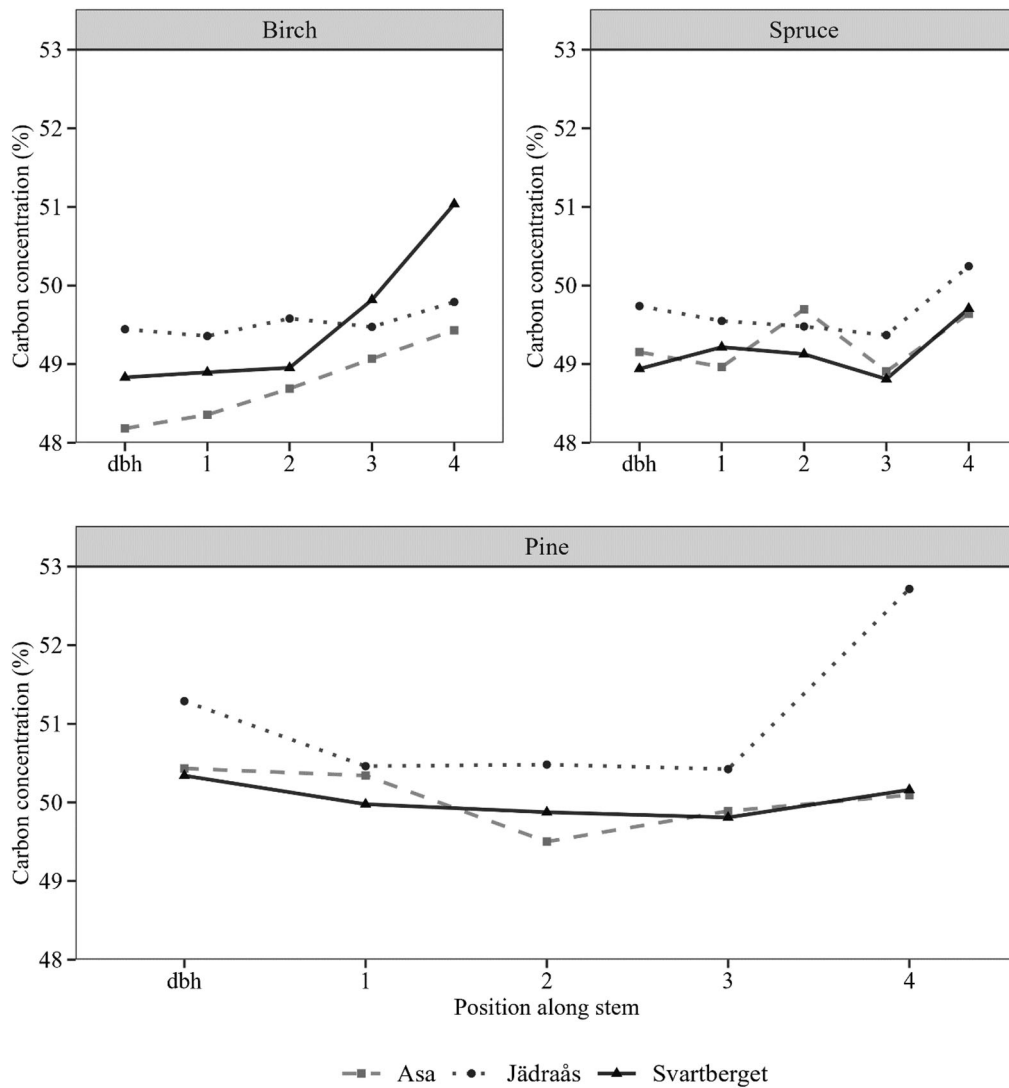 Birch
Spruce
Carbon concentration (%)
53
52
51
50
49
48
dbh 1 2 3 4
Carbon concentration (%)
53
52
51
50
49
48
dbh 1 2 3 4
Pine
Carbon concentration (%)
53
52
51
50
49
48
dbh 1 2 3 4
Position along stem
Asa Jädraås Svartberget